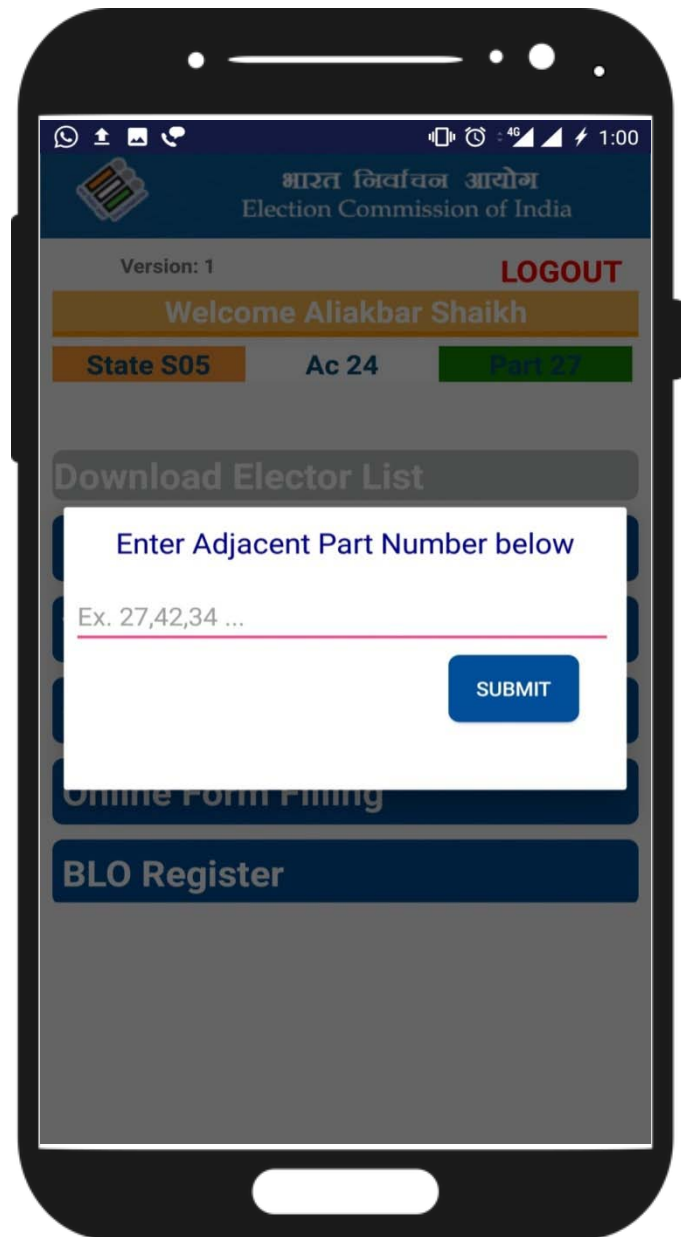 4G 1:00
भारत निर्वाचन आयोग
Election Commission of India
Version: 1
LOGOUT
Welcome Aliakbar Shaikh
State S05 Ac 24 Part 27
Download Elector List
Enter Adjacent Part Number below
Ex. 27,42,34 ...
SUBMIT
Online Form Filling
BLO Register